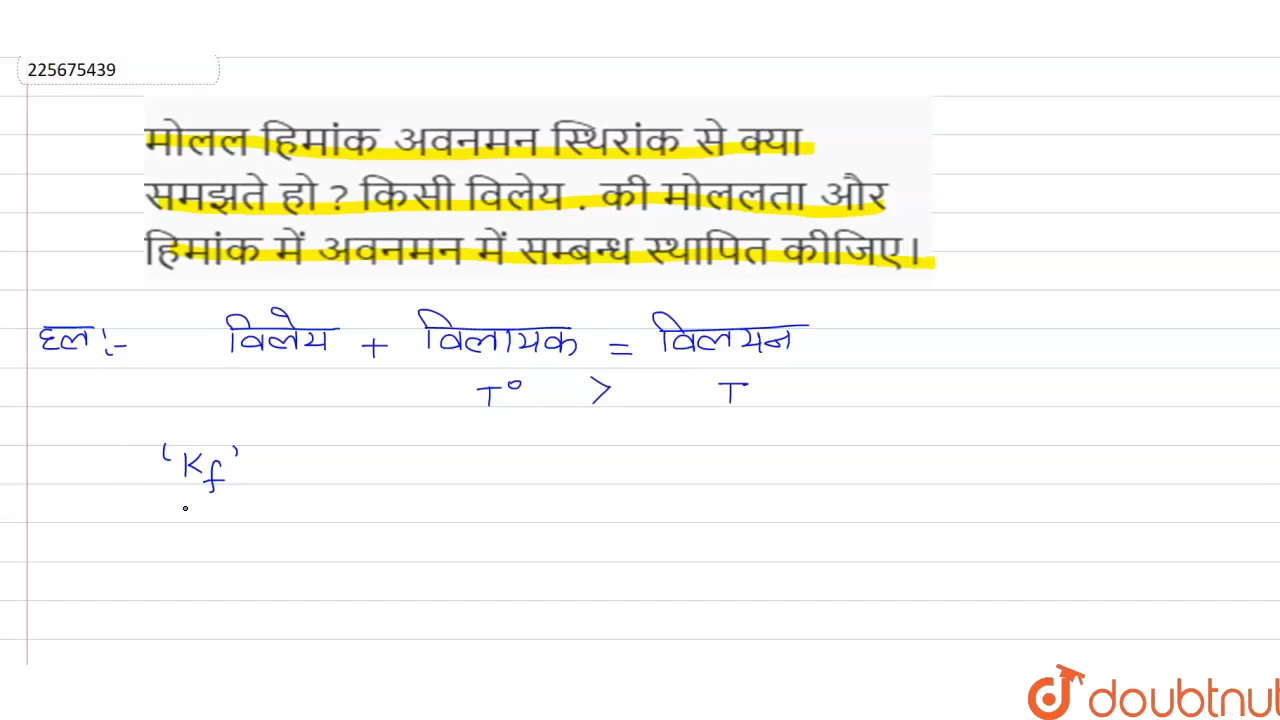 225675439
मोलल हिमांक अवनमन स्थिरांक से क्या
समझते हो ? किसी विलेय . की मोललता और
हिमांक में अवनमन में सम्बन्ध स्थापित कीजिए।
हल :- विलेय + विलायक = विलयन
T° > T
'Kf'
doubtnut